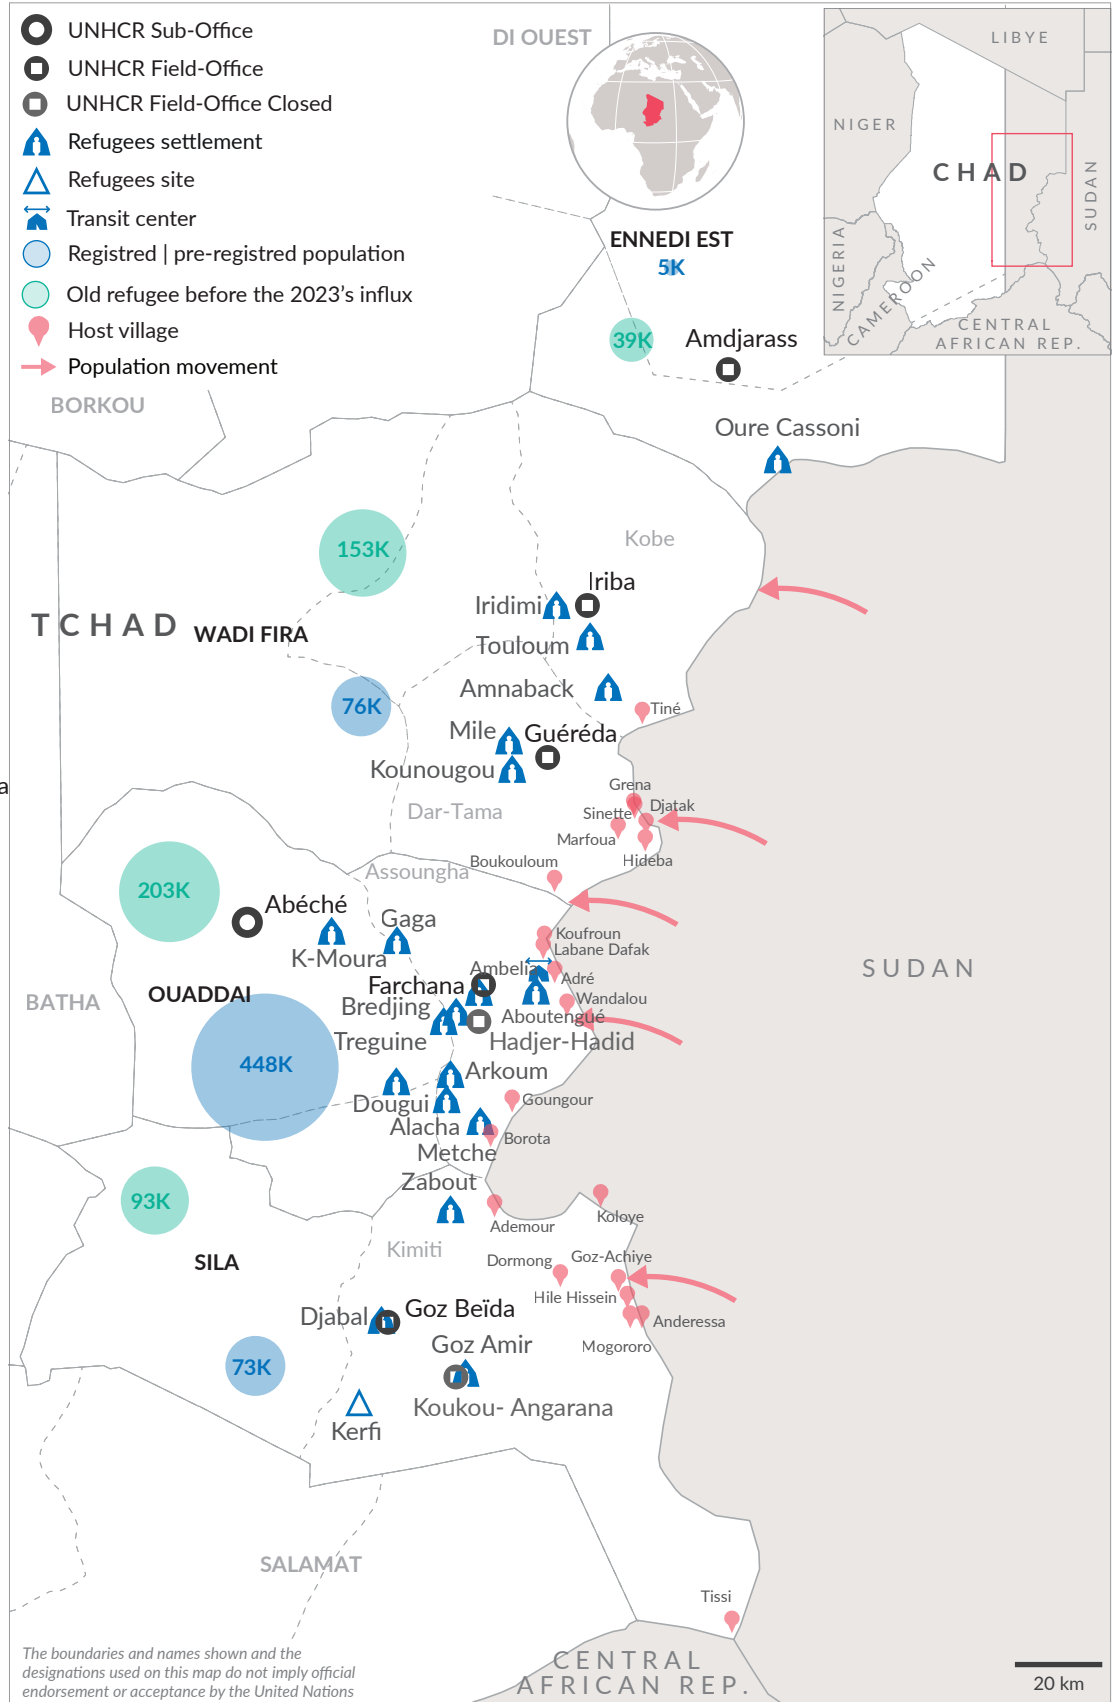 UNHCR Sub-Office
UNHCR Field-Office
UNHCR Field-Office Closed
Refugees settlement
Refugees site
Transit center
Registred | pre-registred population
Old refugee before the 2023's influx
Host village
Population movement
DI OUEST
LIBYE
NIGER
CHAD
SUDAN
NIGERIA
CAMEROON
CENTRAL
AFRICAN REP.
ENNEDI EST
5K
39K
Amdjarass
BORKOU
Oure Cassoni
153K
Kobe
Iriba
Iridimi
TCHAD
WADI FIRA
Touloum
Amnaback
76K
Tiné
Mile
Guéréda
Kounougou
a
Grena
Djatak
Sinette
Dar-Tama
Marfoua
Hideba
Boukouloum
Assoungha
203K
Abéché
Gaga
Koufroun
Labane Dafak
K-Moura
Ambelia
SUDAN
Adré
Farchana
OUADDAI
BATHA
Wandalou
Bredjing
Aboutengué
Treguine
Hadjer-Hadid
448K
Arkoum
Dougui
Goungour
Alacha
Borota
Metche
Zabout
93K
Koloye
Ademour
Kimiti
SILA
Dormong
Goz-Achiye
Hile Hissein
Djabal
Goz Beïda
Anderessa
Goz Amir
Mogororo
73K
Koukou- Angarana
Kerfi
SALAMAT
Tissi
The boundaries and names shown and the
designations used on this map do not imply official
endorsement or acceptance by the United Nations
CENTRAL
AFRICAN REP.
20 km